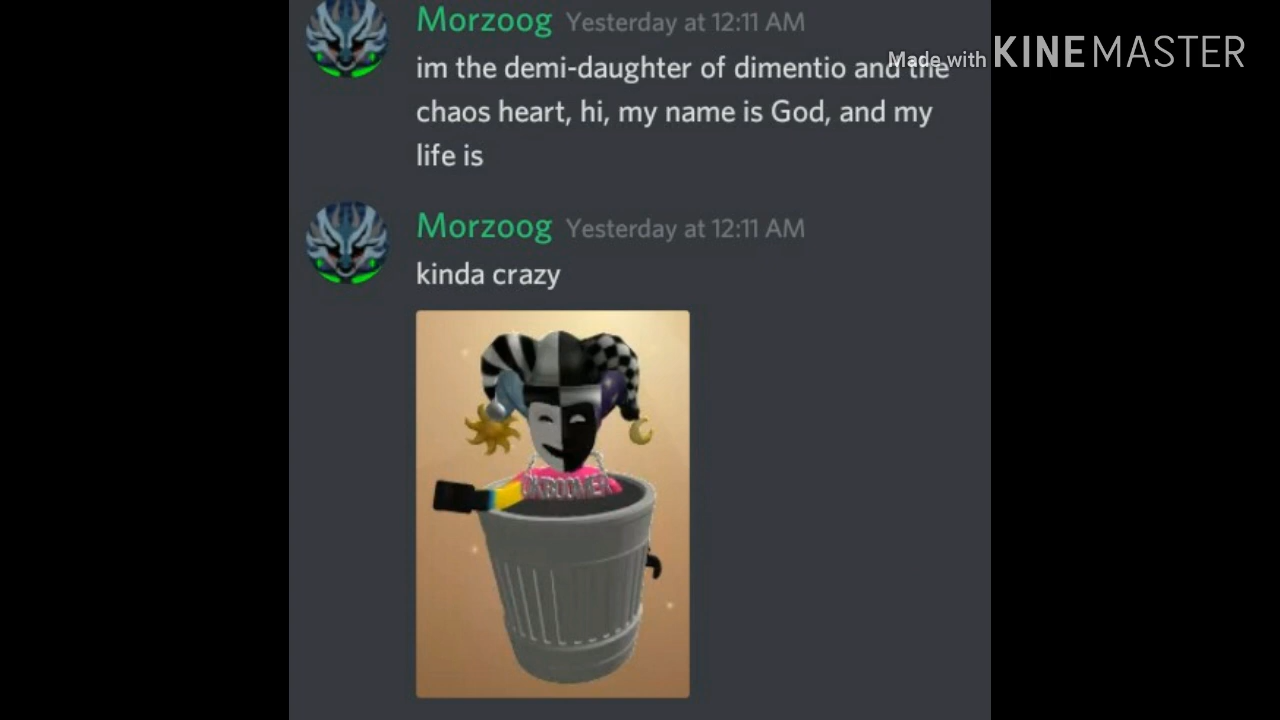 Morzoog Yesterday at 12:11 AM
Made with KINEMASTER
im the demi-daughter of dimentio and the
chaos heart, hi, my name is God, and my
life is
Morzoog Yesterday at 12:11 AM
kinda crazy
OKBOOMER